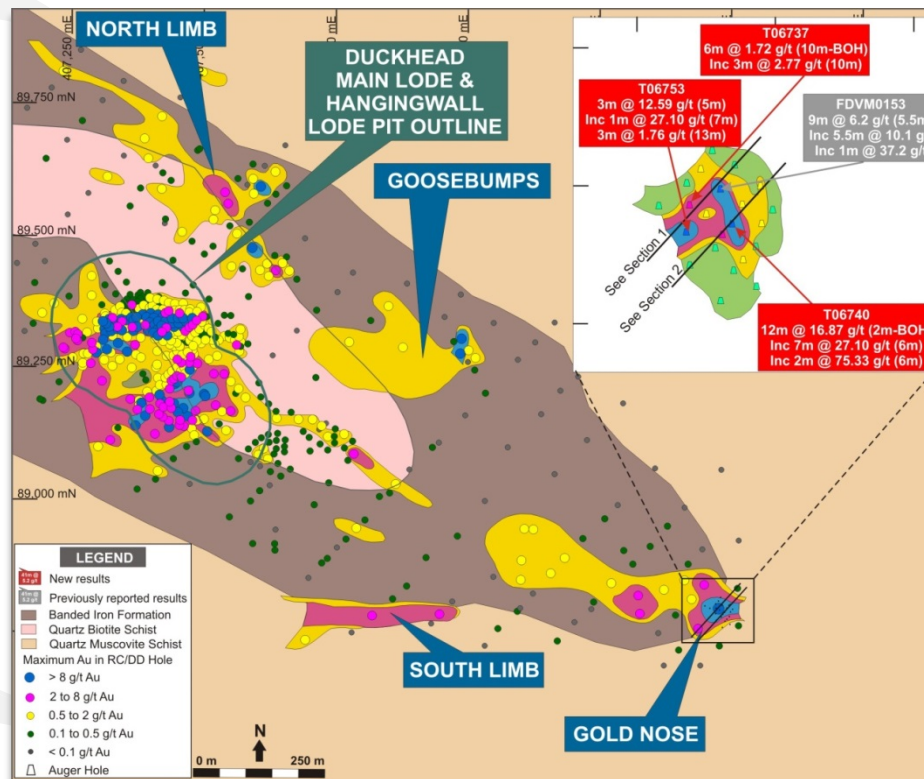 NORTH LIMB
DUCKHEAD
MAIN LODE &
HANGINGWALL
LODE PIT OUTLINE
GOOSEBUMPS
T06737
6m @ 1.72 g/t (10m-BOH)
Inc 3m @ 2.77 g/t (10m)
T06753
3m @ 12.59 g/t (5m)
Inc 1m @ 27.10 g/t (7m)
3m @ 1.76 g/t (13m)
FDVM0153
9m @ 6.2 g/t (5.5m
Inc 5.5m @ 10.1 g
Inc 1m @ 37.2 g/t
See Section 1
See Section 2
T06740
12m @ 16.87 g/t (2m-BOH)
Inc 7m @ 27.10 g/t (6m)
Inc 2m @ 75.33 g/t (6m)
407,250 mE
89,750 mN
89,500 mN
89,250 mN
89,000 mN
LEGEND
New results
Previously reported results
Banded Iron Formation
Quartz Biotite Schist
Quartz Muscovite Schist
Maximum Au in RC/DD Hole
> 8 g/t Au
2 to 8 g/t Au
0.5 to 2 g/t Au
0.1 to 0.5 g/t Au
< 0.1 g/t Au
Auger Hole
N
0 m 250 m
SOUTH LIMB
GOLD NOSE